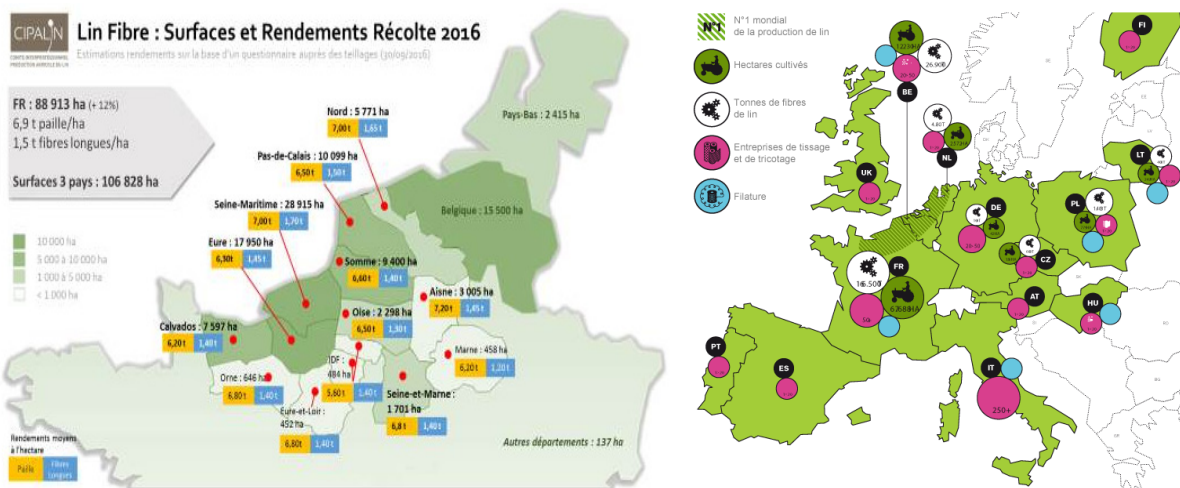 CIPALIN
Lin Fibre : Surfaces et Rendements Récolte 2016
Estimations rendements sur la base d'un questionnaire auprès des teillages (30/09/2016)
COMITE INTERPROFESSIONNEL
PRODUCTION AGRICOLE DU LIN
FR : 88 913 ha (+ 12%)
6,9 t paille/ha
1,5 t fibres longues/ha
Surfaces 3 pays : 106 828 ha
10 000 ha
5 000 à 10 000 ha
1 000 à 5 000 ha
< 1 000 ha
Nord : 5 771 ha
7,00 t 1,65 t
Pays-Bas : 2 415 ha
Pas-de-Calais : 10 099 ha
6,50 t 1,50 t
Seine-Maritime : 28 915 ha
7,00 t 1,70 t
Belgique : 15 500 ha
Eure : 17 950 ha
6,30 t 1,45 t
Somme : 9 400 ha
6,60 t 1,40 t
Aisne : 3 005 ha
7,20 t 1,45 t
Oise : 2 298 ha
6,50 t 1,30 t
Calvados : 7 597 ha
6,20 t 1,40 t
Marne : 458 ha
6,20 t 1,20 t
IDF :
484 ha
5,60 t 1,40 t
Orne : 646 ha
6,80 t 1,40 t
Eure-et-Loir :
452 ha
6,80 t 1,40 t
Seine-et-Marne :
1 701 ha
6,8 t 1,40 t
Autres départements : 137 ha
Rendements moyens
à l'hectare
Paille
Fibres
Longues
N°1 mondial
de la production de lin
Hectares cultivés
Tonnes de fibres
de lin
Entreprises de tissage
et de tricotage
Filature
FI
BE
NL
LT
UK
DE
PL
CZ
FR
50+
AT
HU
PT
ES
IT
250+